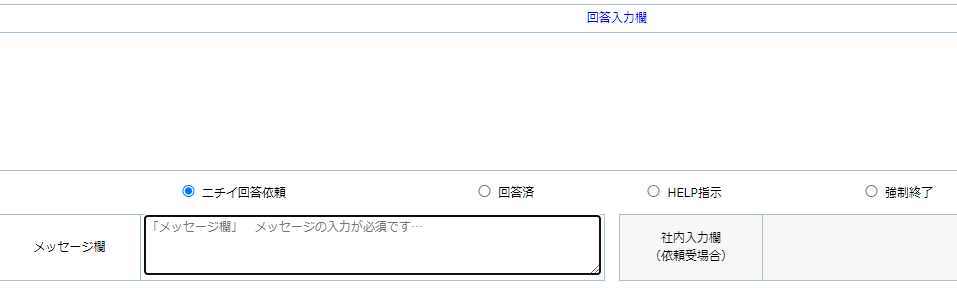 回答入力欄
ニチイ回答依頼 回答済 HELP指示 強制終了
メッセージ欄
「メッセージ欄」　メッセージの入力が必須です…
社内入力欄
（依頼受場合）